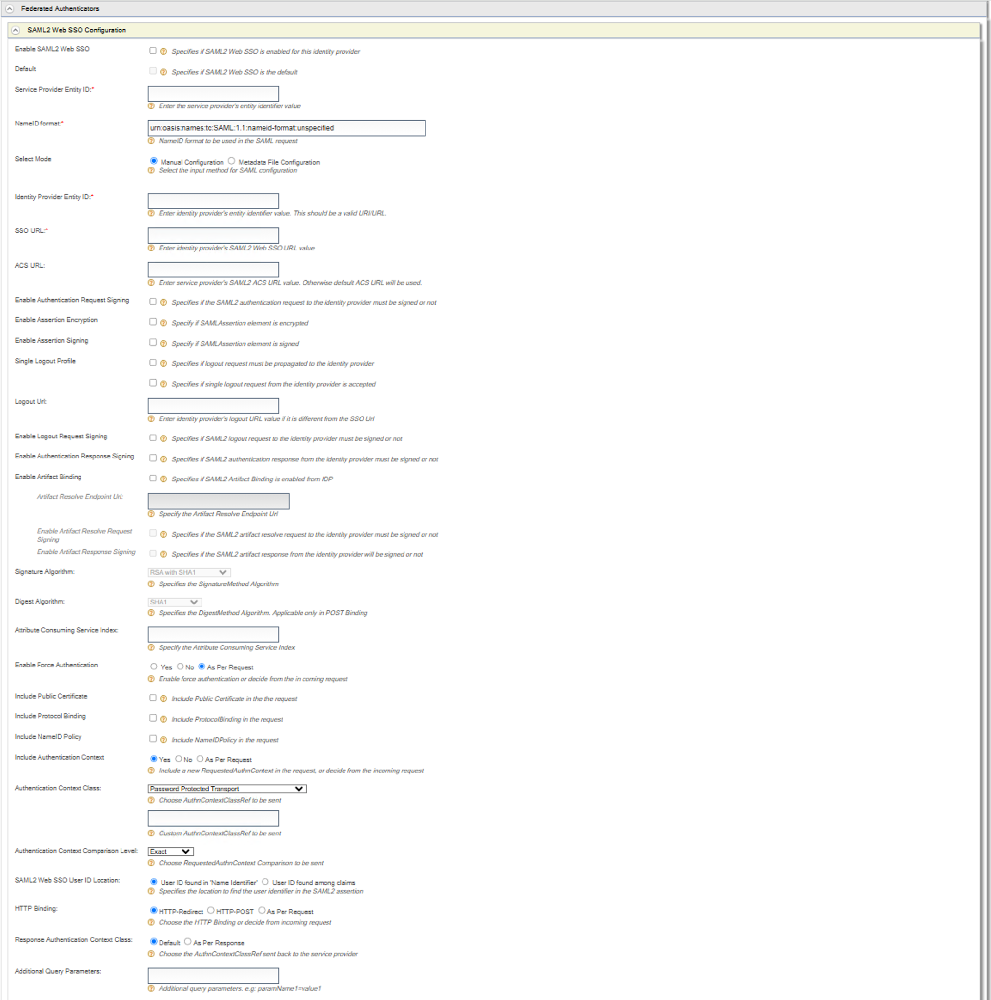 Federated Authenticators
SAML2 Web SSO Configuration
Enable SAML2 Web SSO
Specifies if SAML2 Web SSO is enabled for this identity provider
Default
Specifies if SAML2 Web SSO is the default
Service Provider Entity ID:*
Enter the service provider's entity identifier value
NameID format:*
urn:oasis:names:tc:SAML:1.1:nameid-format:unspecified
NameID format to be used in the SAML request
Select Mode
Manual Configuration Metadata File Configuration
Select the input method for SAML configuration
Identity Provider Entity ID:*
Enter identity provider's entity identifier value. This should be a valid URI/URL.
SSO URL:*
Enter identity provider's SAML2 Web SSO URL value
ACS URL:
Enter service provider's SAML2 ACS URL value. Otherwise default ACS URL will be used.
Enable Authentication Request Signing
Specifies if the SAML2 authentication request to the identity provider must be signed or not
Enable Assertion Encryption
Specify if SAMLAssertion element is encrypted
Enable Assertion Signing
Specify if SAMLAssertion element is signed
Single Logout Profile
Specifies if logout request must be propagated to the identity provider
Specifies if single logout request from the identity provider is accepted
Logout Url:
Enter identity provider's logout URL value if it is different from the SSO Url
Enable Logout Request Signing
Specifies if SAML2 logout request to the identity provider must be signed or not
Enable Authentication Response Signing
Specifies if SAML2 authentication response from the identity provider must be signed or not
Enable Artifact Binding
Specifies if SAML2 Artifact Binding is enabled from IDP
Artifact Resolve Endpoint Url:
Specify the Artifact Resolve Endpoint Url
Enable Artifact Resolve Request
Signing
Specifies if the SAML2 artifact resolve request to the identity provider must be signed or not
Enable Artifact Response Signing
Specifies if the SAML2 artifact response from the identity provider will be signed or not
Signature Algorithm:
RSA with SHA1
Specifies the SignatureMethod Algorithm
Digest Algorithm:
SHA1
Specifies the DigestMethod Algorithm. Applicable only in POST Binding
Attribute Consuming Service Index:
Specify the Attribute Consuming Service Index
Enable Force Authentication
Yes No As Per Request
Enable force authentication or decide from the in coming request
Include Public Certificate
Include Public Certificate in the the request
Include Protocol Binding
Include ProtocolBinding in the request
Include NameID Policy
Include NameIDPolicy in the request
Include Authentication Context
Yes No As Per Request
Include a new RequestedAuthnContext in the request, or decide from the incoming request
Authentication Context Class:
Password Protected Transport
Choose AuthnContextClassRef to be sent
Custom AuthnContextClassRef to be sent
Authentication Context Comparison Level:
Exact
Choose RequestedAuthnContext Comparison to be sent
SAML2 Web SSO User ID Location:
User ID found in 'Name Identifier' User ID found among claims
Specifies the location to find the user identifier in the SAML2 assertion
HTTP Binding:
HTTP-Redirect HTTP-POST As Per Request
Choose the HTTP Binding or decide from incoming request
Response Authentication Context Class:
Default As Per Response
Choose the AuthnContextClassRef sent back to the service provider
Additional Query Parameters:
Additional query parameters. e.g: paramName1=value1